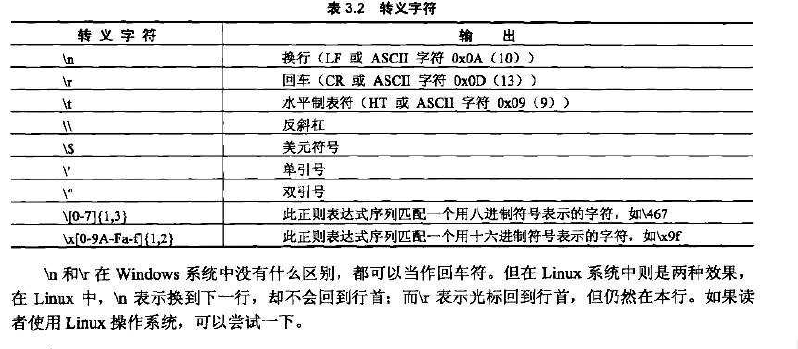 表 3.2 转义字符
转 义 字 符 输 出
\n 换行（LF 或 ASCII 字符 0x0A（10））
\r 回车（CR 或 ASCII 字符 0x0D（13））
\t 水平制表符（HT 或 ASCII 字符 0x09（9））
\\ 反斜杠
\$ 美元符号
\' 单引号
\" 双引号
\[0-7]{1,3} 此正则表达式序列匹配一个用八进制符号表示的字符，如\467
\x[0-9A-Fa-f]{1,2} 此正则表达式序列匹配一个用十六进制符号表示的字符，如\x9f
\n 和\r 在 Windows 系统中没有什么区别，都可以当作回车符。但在 Linux 系统中则是两种效果，
在 Linux 中，\n 表示换到下一行，却不会回到行首；而\r 表示光标回到行首，但仍然在本行。如果读
者使用 Linux 操作系统，可以尝试一下。